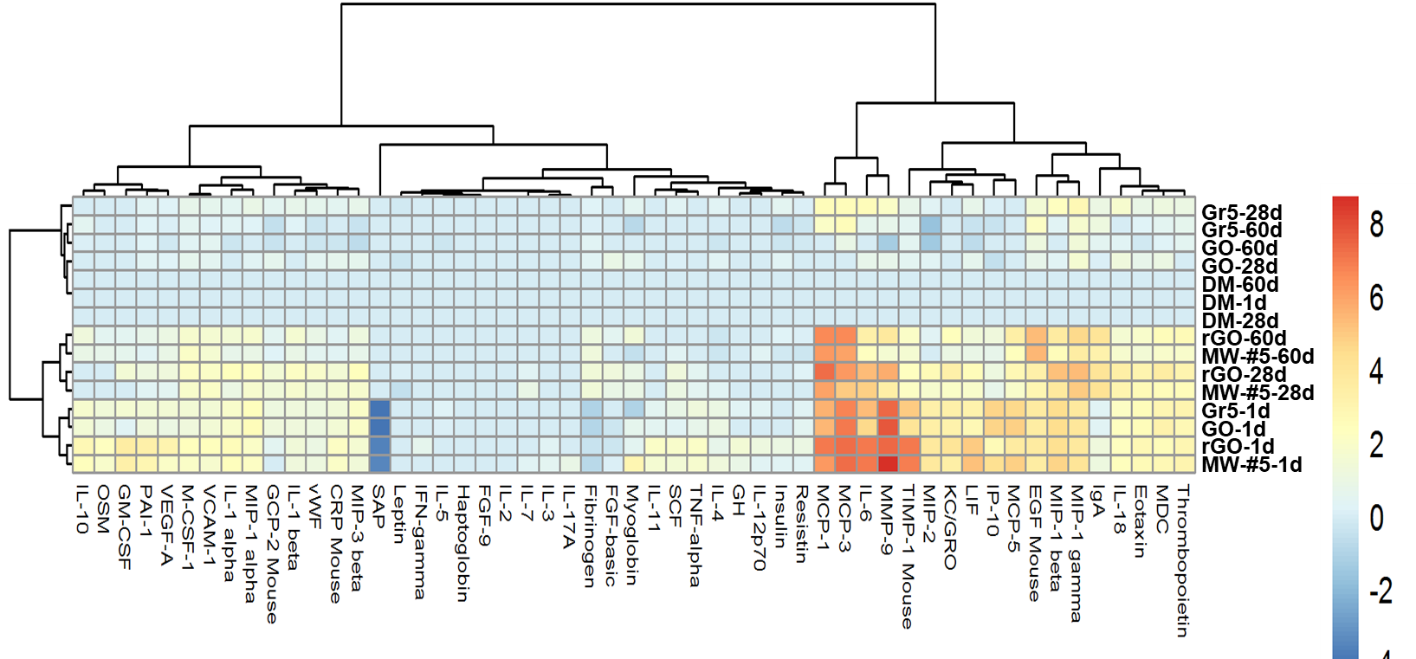 Gr5-28d
Gr5-60d
GO-60d
GO-28d
DM-60d
DM-1d
DM-28d
rGO-60d
MW-#5-60d
rGO-28d
MW-#5-28d
Gr5-1d
GO-1d
rGO-1d
MW-#5-1d
8
6
4
2
0
-2
-4
IL-10
OSM
GM-CSF
PAI-1
VEGF-A
M-CSF-1
VCAM-1
IL-1 alpha
MIP-1 alpha
GCP-2 Mouse
IL-1 beta
vWF
CRP Mouse
MIP-3 beta
SAP
Leptin
IFN-gamma
IL-5
Haptoglobin
FGF-9
IL-2
IL-7
IL-3
IL-17A
Fibrinogen
FGF-basic
Myoglobin
IL-11
SCF
TNF-alpha
IL-4
GH
IL-12p70
Insulin
Resistin
MCP-1
MCP-3
IL-6
MMP-9
TIMP-1 Mouse
MIP-2
KC/GRO
LIF
IP-10
MCP-5
EGF Mouse
MIP-1 beta
MIP-1 gamma
IgA
IL-18
Eotaxin
MDC
Thrombopoietin